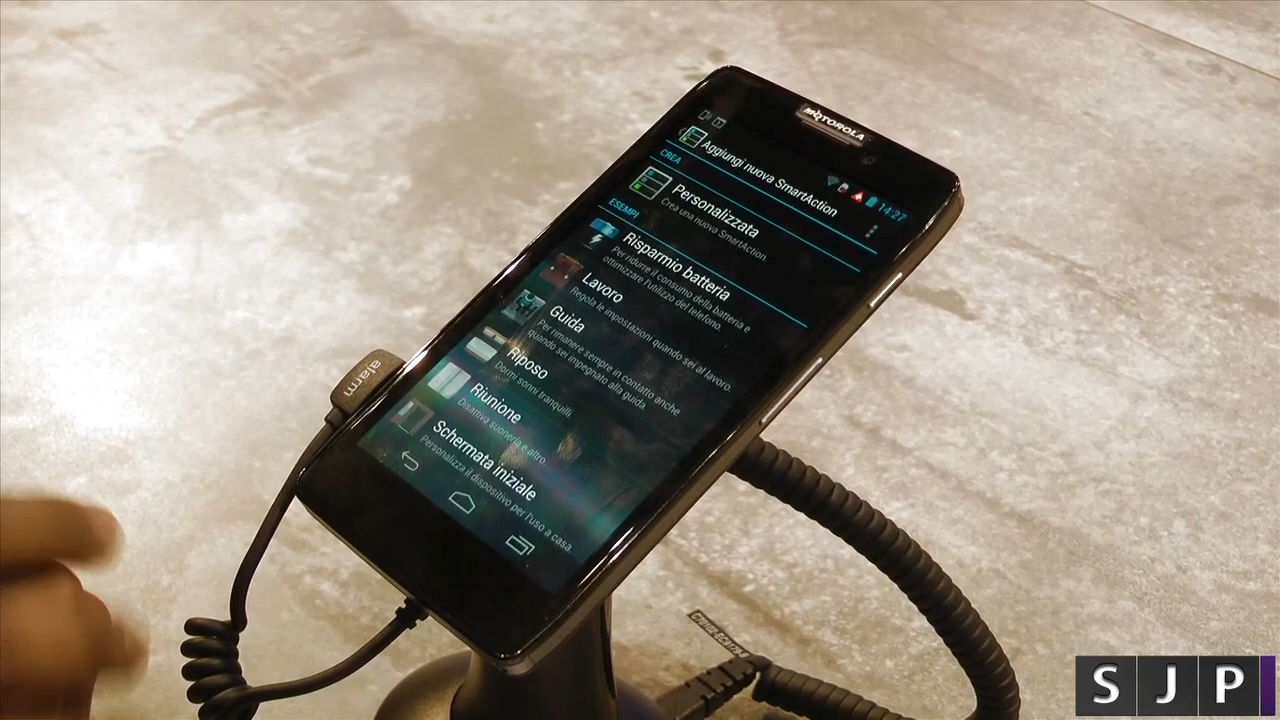 MOTOROLA
14:27
Aggiungi nuova SmartAction
CREA
Personalizzata
Crea una nuova SmartAction.
ESEMPI
Risparmio batteria
Per ridurre il consumo della batteria e
ottimizzare l'utilizzo del telefono.
Lavoro
Regola le impostazioni quando sei al lavoro.
Guida
Per rimanere sempre in contatto anche
quando sei impegnato alla guida.
Riposo
Dormi sonni tranquilli.
Riunione
Disattiva suoneria e altro.
Schermata iniziale
Personalizza il dispositivo per l'uso a casa.
alarm
SJP